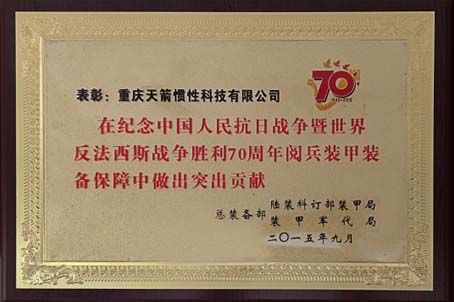 70
1945-2015
表彰：重庆天箭惯性科技有限公司
在纪念中国人民抗日战争暨世界
反法西斯战争胜利70周年阅兵装甲装
备保障中做出突出贡献
总装备部
陆装科订部装甲局
装甲军代局
二〇一五年九月